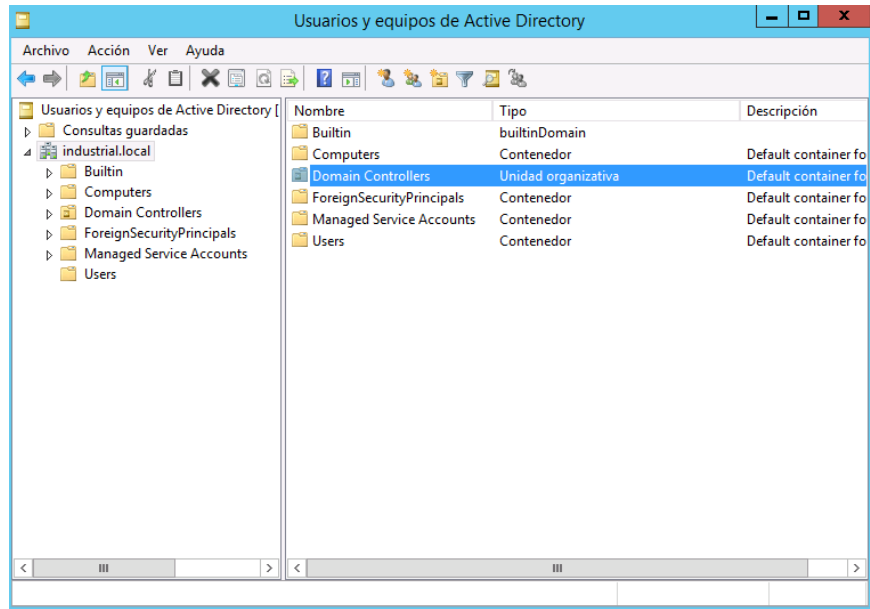 Usuarios y equipos de Active Directory
Archivo Acción Ver Ayuda
Usuarios y equipos de Active Directory [
Consultas guardadas
industrial.local
Builtin
Computers
Domain Controllers
ForeignSecurityPrincipals
Managed Service Accounts
Users
Nombre Tipo Descripción
Builtin builtinDomain
Computers Contenedor Default container fo
Domain Controllers Unidad organizativa Default container fo
ForeignSecurityPrincipals Contenedor Default container fo
Managed Service Accounts Contenedor Default container fo
Users Contenedor Default container fo